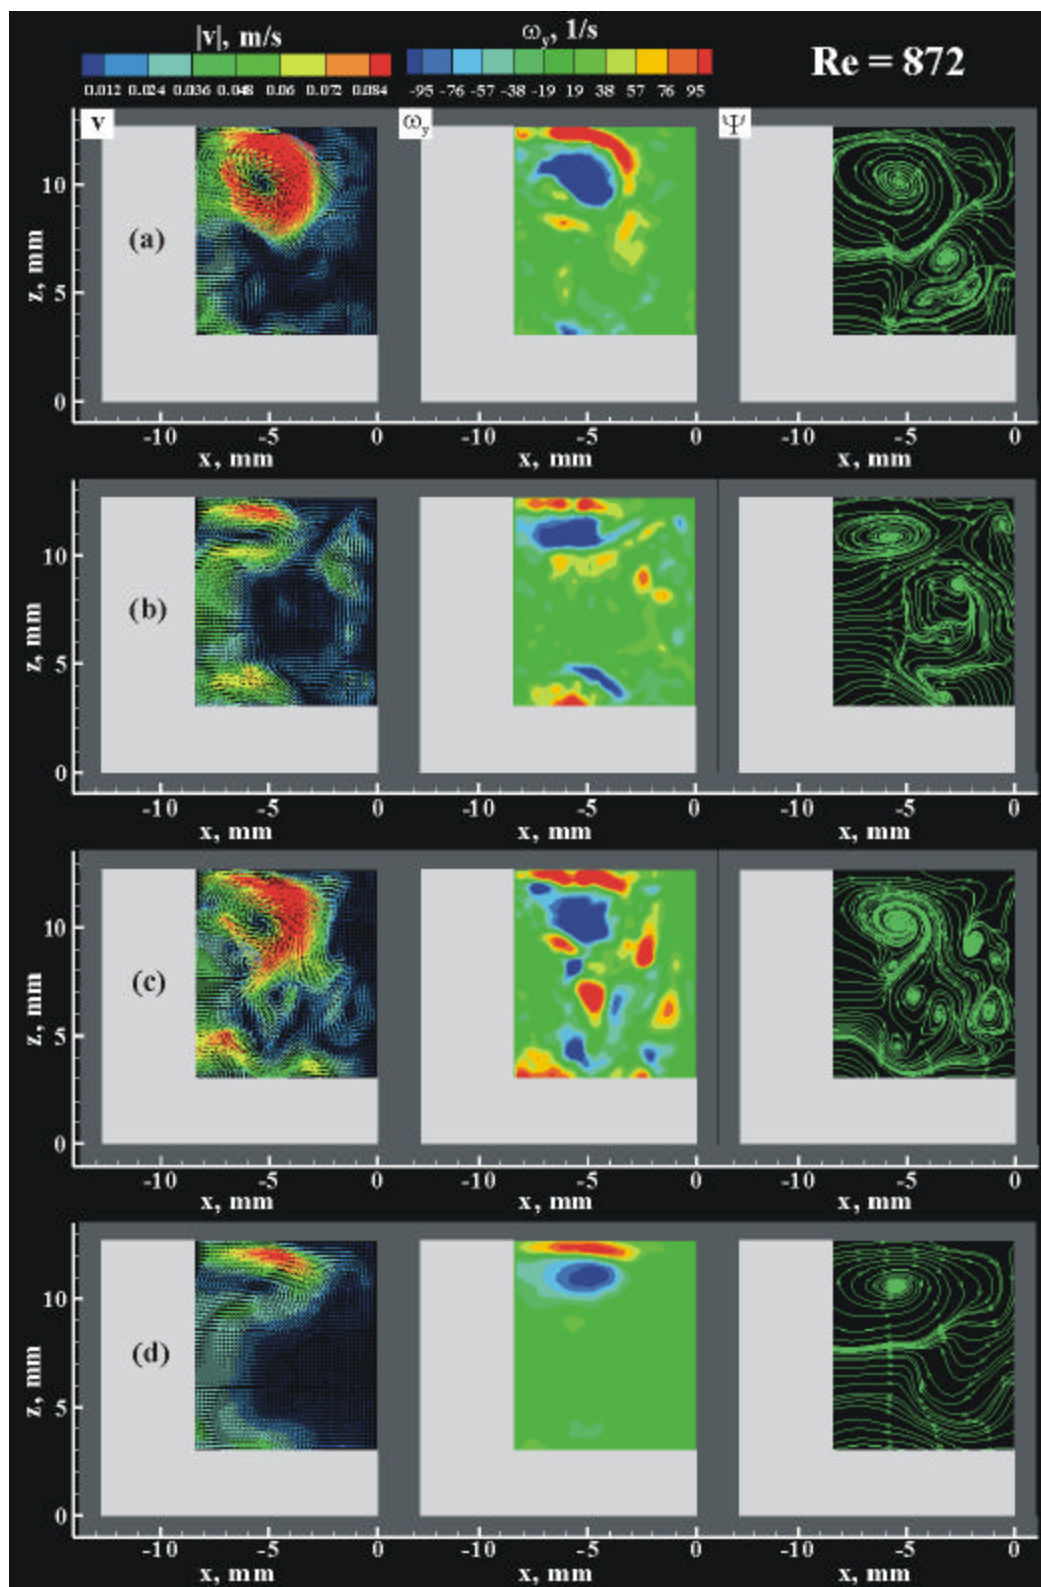 |v|, m/s ω_y, 1/s Re = 872
0.012 0.024 0.036 0.048 0.06 0.072 0.084 -95 -76 -57 -38 -19 19 38 57 76 95
v ω_y Ψ
10
(a)
z, mm
5
0
-10 -5 0 -10 -5 0 -10 -5 0
x, mm x, mm x, mm
10
(b)
z, mm
5
0
-10 -5 0 -10 -5 0 -10 -5 0
x, mm x, mm x, mm
10
(c)
z, mm
5
0
-10 -5 0 -10 -5 0 -10 -5 0
x, mm x, mm x, mm
10
(d)
z, mm
5
0
-10 -5 0 -10 -5 0 -10 -5 0
x, mm x, mm x, mm